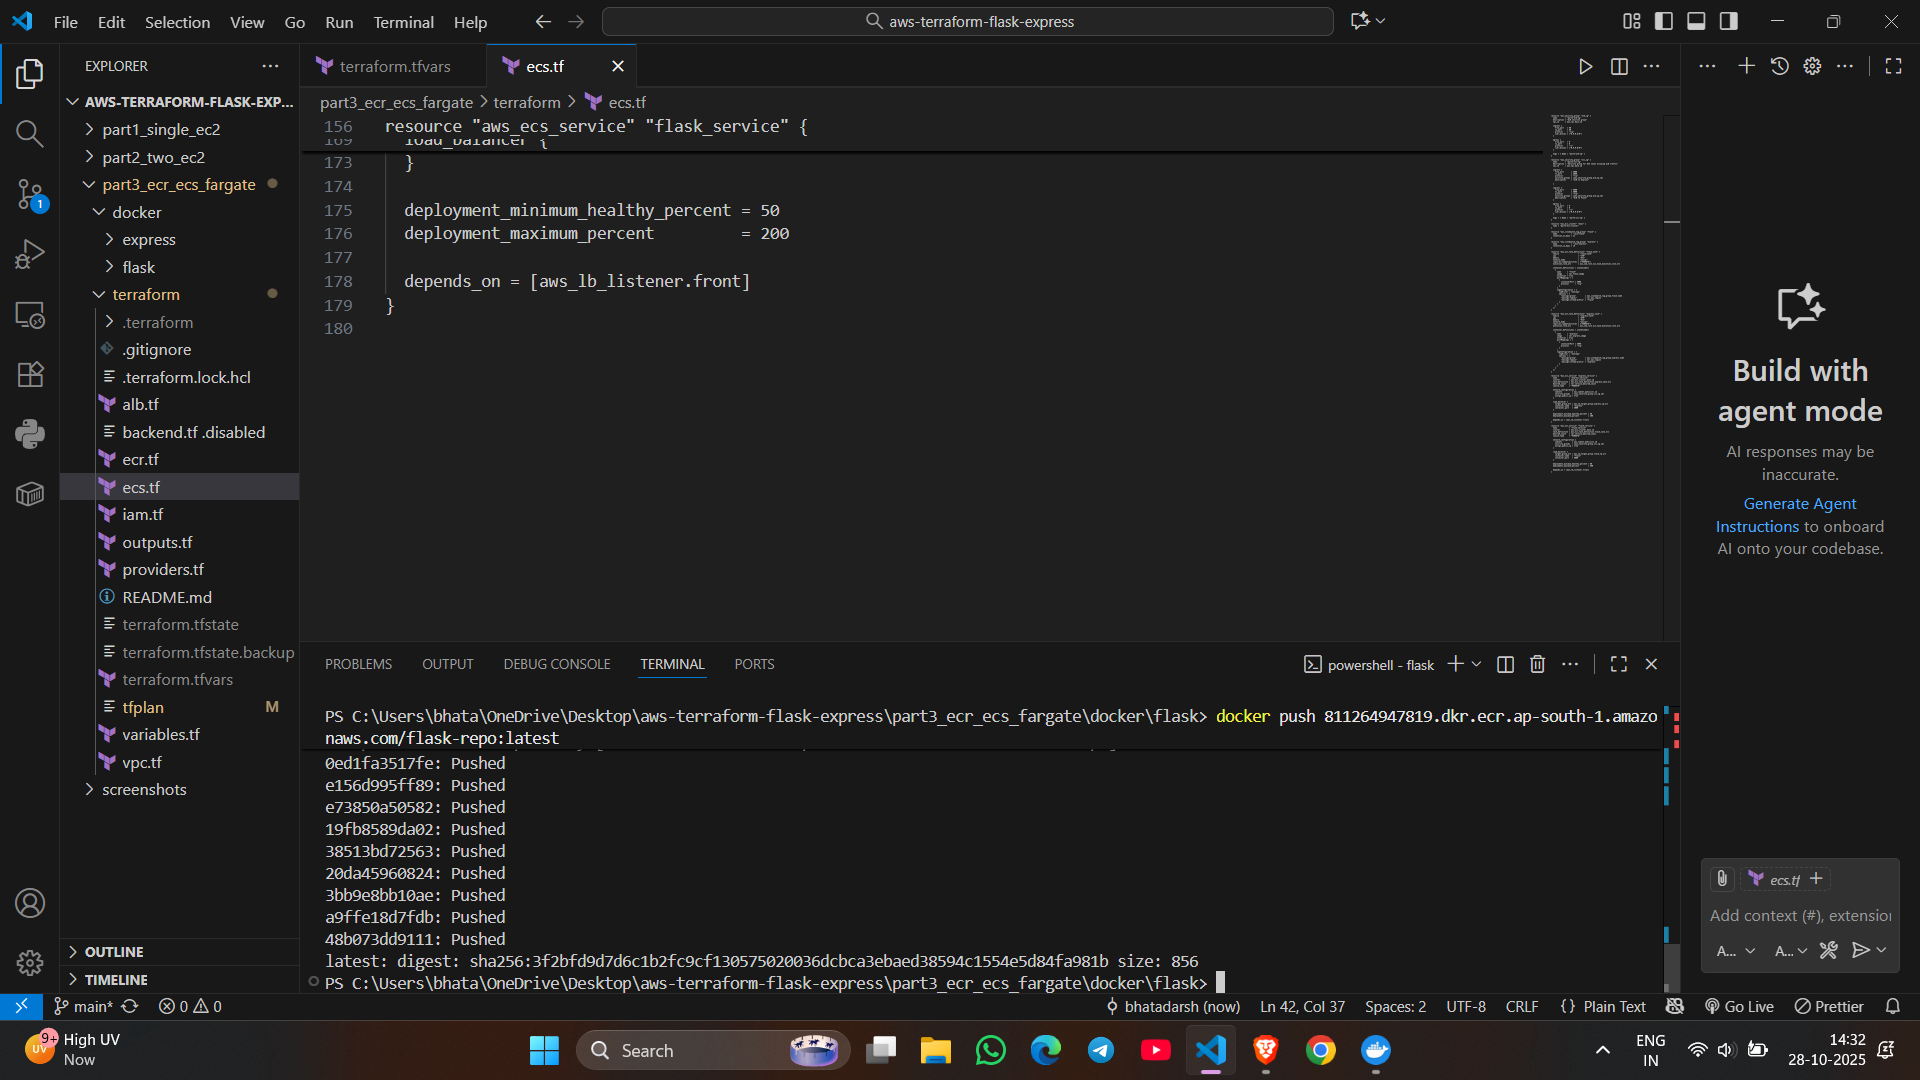 File Edit Selection View Go Run Terminal Help
aws-terraform-flask-express
EXPLORER
AWS-TERRAFORM-FLASK-EXP...
part1_single_ec2
part2_two_ec2
part3_ecr_ecs_fargate
docker
express
flask
terraform
.terraform
.gitignore
.terraform.lock.hcl
alb.tf
backend.tf .disabled
ecr.tf
ecs.tf
iam.tf
outputs.tf
providers.tf
README.md
terraform.tfstate
terraform.tfstate.backup
terraform.tfvars
tfplan M
variables.tf
vpc.tf
screenshots
OUTLINE
TIMELINE
1
terraform.tfvars ecs.tf
part3_ecr_ecs_fargate > terraform > ecs.tf
156 resource "aws_ecs_service" "flask_service" {
169 load_balancer {
173 }
174
175 deployment_minimum_healthy_percent = 50
176 deployment_maximum_percent = 200
177
178 depends_on = [aws_lb_listener.front]
179 }
180
PROBLEMS OUTPUT DEBUG CONSOLE TERMINAL PORTS
powershell - flask
PS C:\Users\bhata\OneDrive\Desktop\aws-terraform-flask-express\part3_ecr_ecs_fargate\docker\flask> docker push 811264947819.dkr.ecr.ap-south-1.amazo
naws.com/flask-repo:latest
0ed1fa3517fe: Pushed
e156d995ff89: Pushed
e73850a50582: Pushed
19fb8589da02: Pushed
38513bd72563: Pushed
20da45960824: Pushed
3bb9e8bb10ae: Pushed
a9ffe18d7fdb: Pushed
48b073dd9111: Pushed
latest: digest: sha256:3f2bfd9d7d6c1b2fc9cf130575020036dcbca3ebaed38594c1554e5d84fa981b size: 856
PS C:\Users\bhata\OneDrive\Desktop\aws-terraform-flask-express\part3_ecr_ecs_fargate\docker\flask>
Build with
agent mode
AI responses may be
inaccurate.
Generate Agent
Instructions to onboard
AI onto your codebase.
ecs.tf
Add context (#), extension
A... A...
main* 0 0
bhatadarsh (now) Ln 42, Col 37 Spaces: 2 UTF-8 CRLF {} Plain Text Go Live Prettier
9+
UV
High UV
Now
Search
ENG
IN
14:32
28-10-2025